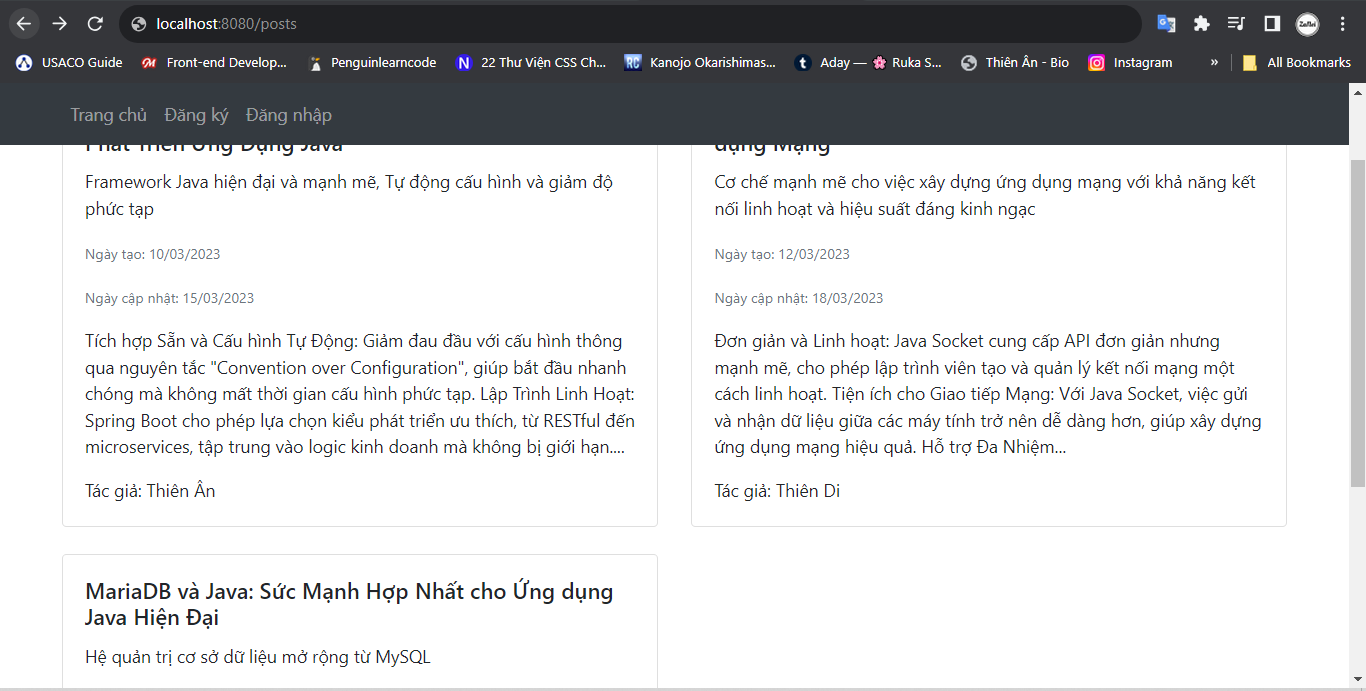 localhost:8080/posts
USACO Guide
Front-end Develop...
Penguinlearncode
22 Thư Viện CSS Ch...
Kanojo Okarishimas...
Aday — 🌸 Ruka S...
Thiên Ân - Bio
Instagram
»
All Bookmarks
Trang chủ
Đăng ký
Đăng nhập
Phát Triển Ứng Dụng Java
Framework Java hiện đại và mạnh mẽ, Tự động cấu hình và giảm độ
phức tạp
Ngày tạo: 10/03/2023
Ngày cập nhật: 15/03/2023
Tích hợp Sẵn và Cấu hình Tự Động: Giảm đau đầu với cấu hình thông
qua nguyên tắc "Convention over Configuration", giúp bắt đầu nhanh
chóng mà không mất thời gian cấu hình phức tạp. Lập Trình Linh Hoạt:
Spring Boot cho phép lựa chọn kiểu phát triển ưu thích, từ RESTful đến
microservices, tập trung vào logic kinh doanh mà không bị giới hạn....
Tác giả: Thiên Ân
dụng Mạng
Cơ chế mạnh mẽ cho việc xây dựng ứng dụng mạng với khả năng kết
nối linh hoạt và hiệu suất đáng kinh ngạc
Ngày tạo: 12/03/2023
Ngày cập nhật: 18/03/2023
Đơn giản và Linh hoạt: Java Socket cung cấp API đơn giản nhưng
mạnh mẽ, cho phép lập trình viên tạo và quản lý kết nối mạng một
cách linh hoạt. Tiện ích cho Giao tiếp Mạng: Với Java Socket, việc gửi
và nhận dữ liệu giữa các máy tính trở nên dễ dàng hơn, giúp xây dựng
ứng dụng mạng hiệu quả. Hỗ trợ Đa Nhiệm...
Tác giả: Thiên Di
MariaDB và Java: Sức Mạnh Hợp Nhất cho Ứng dụng
Java Hiện Đại
Hệ quản trị cơ sở dữ liệu mở rộng từ MySQL